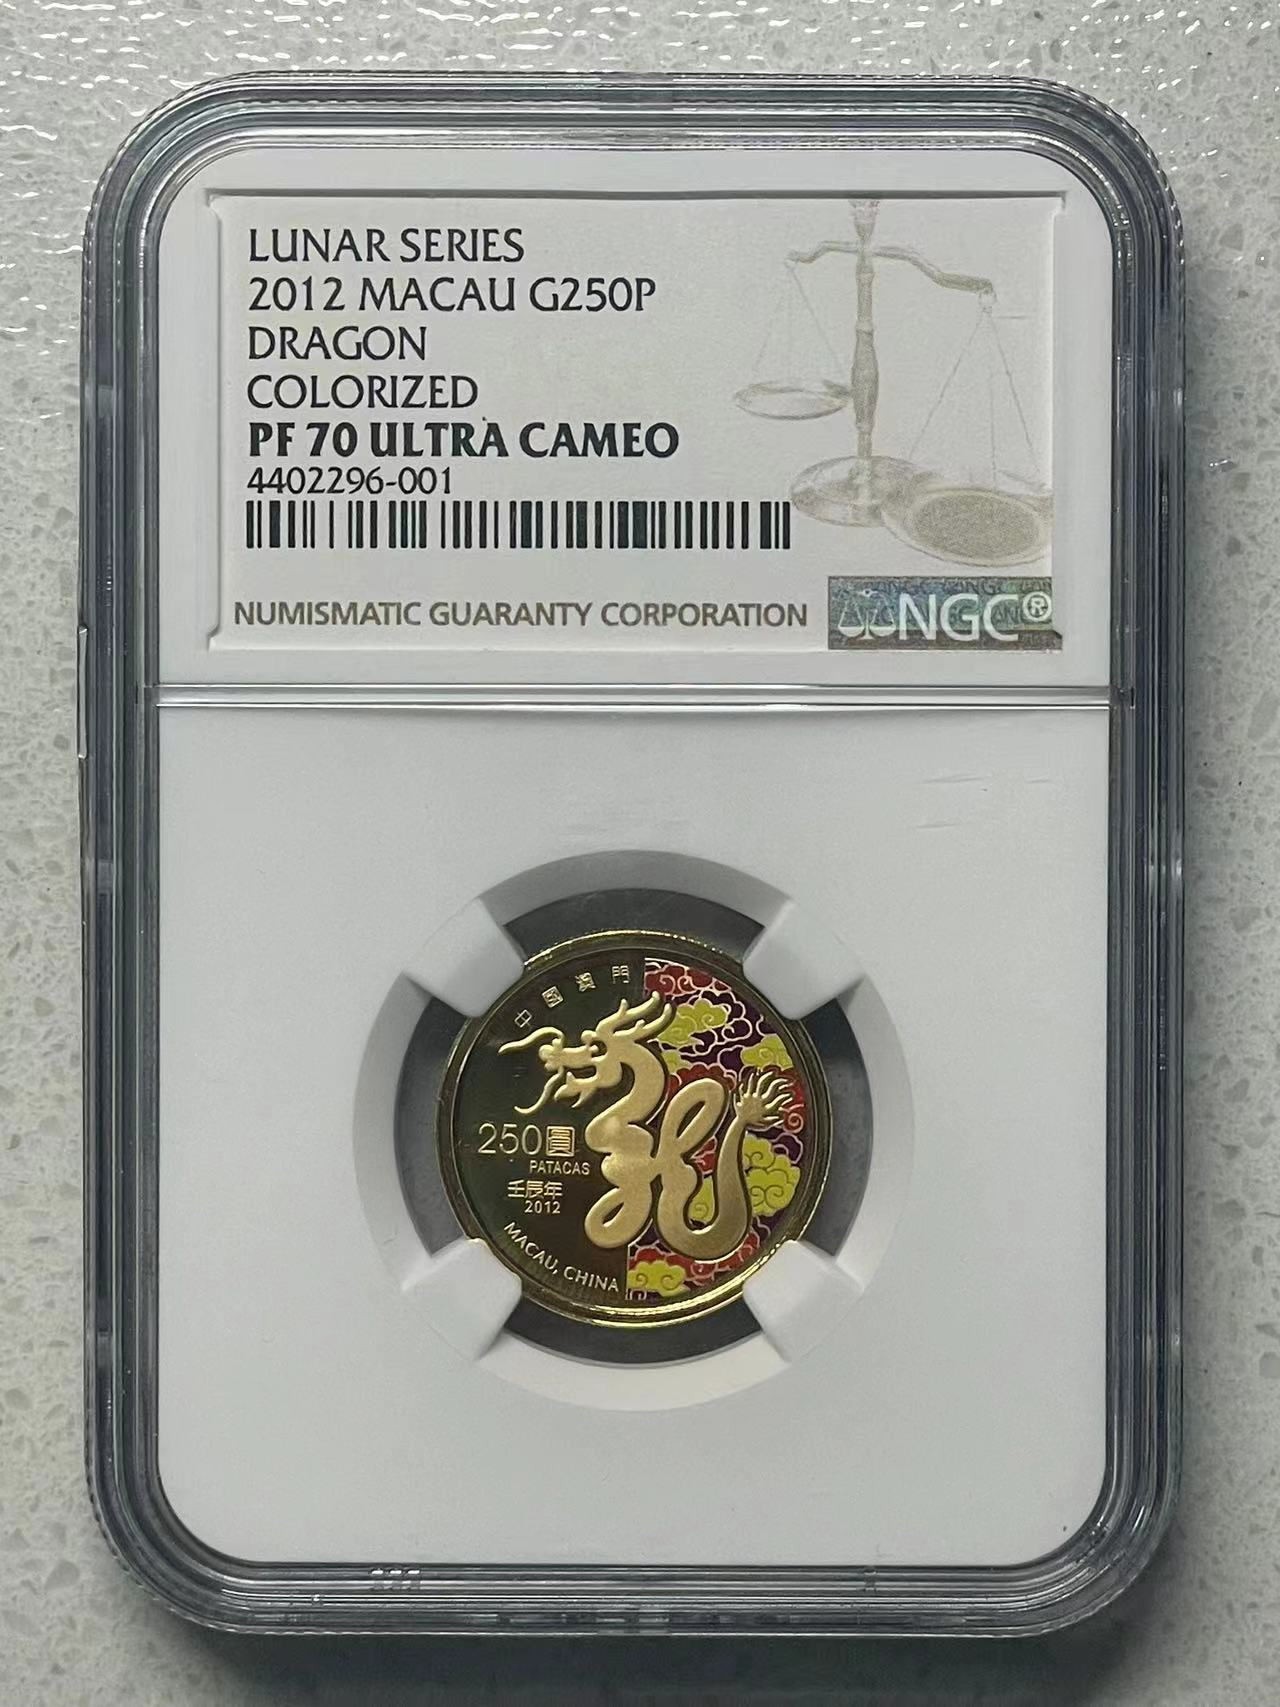 LUNAR SERIES
2012 MACAU G250P
DRAGON
COLORIZED
PF 70 ULTRA CAMEO
4402296-001
NUMISMATIC GUARANTY CORPORATION
NGC®
中國澳門
250圓
PATACAS
壬辰年
2012
MACAU, CHINA